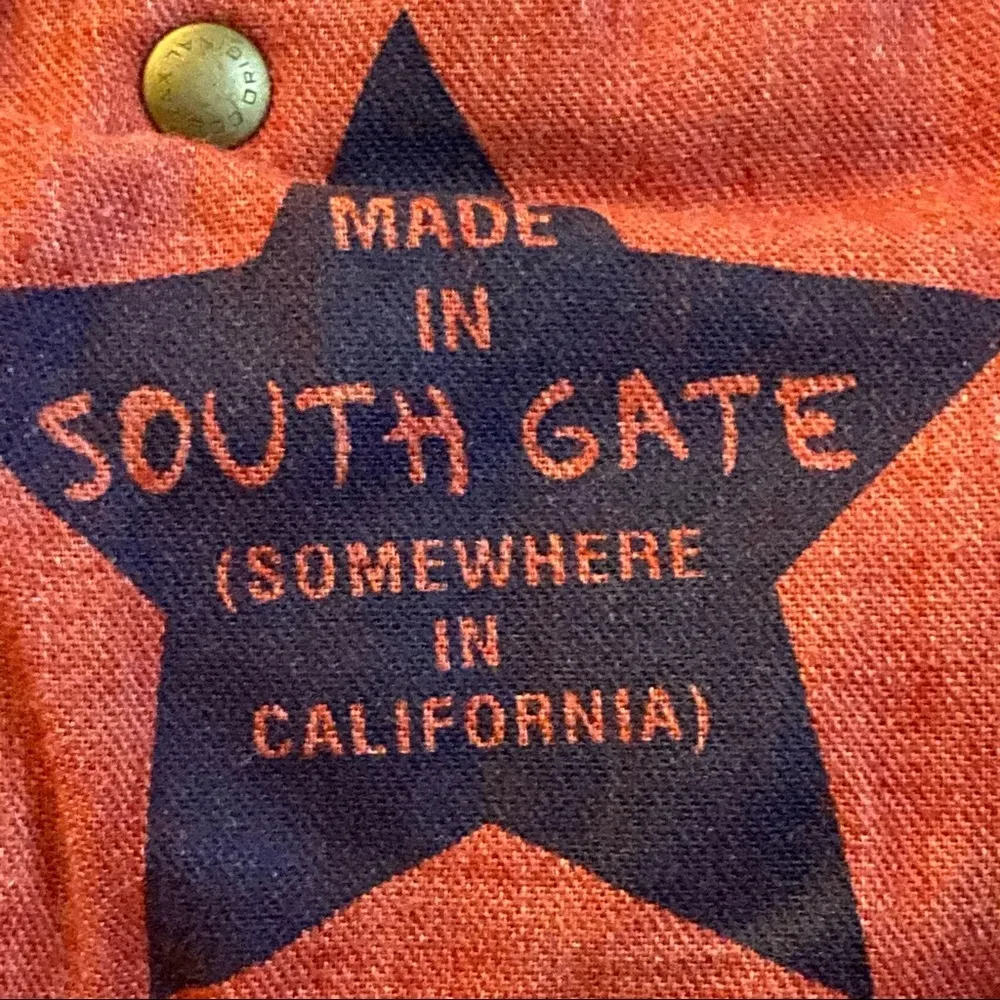 MADE
IN
SOUTH GATE
(SOMEWHERE
IN
CALIFORNIA)